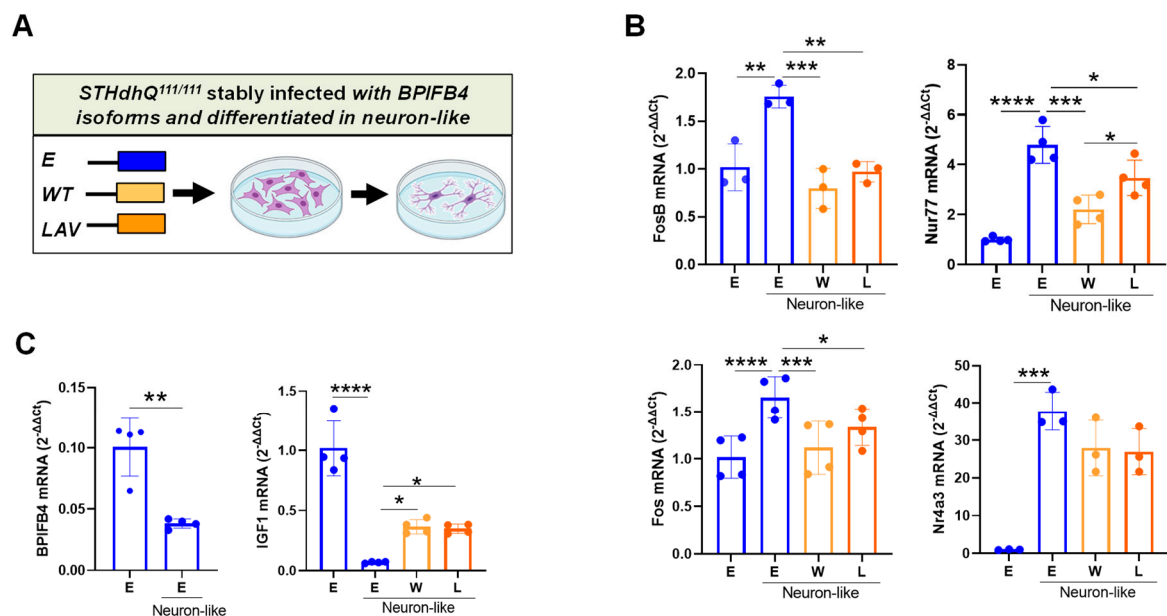 A
STHdhQ111/111 stably infected with BPIFB4
isoforms and differentiated in neuron-like
E
WT
LAV
B
FosB mRNA (2-ΔΔCt)
2.0
1.5
1.0
0.5
0.0
**
** ***
E E W L
Neuron-like
Nur77 mRNA (2-ΔΔCt)
8
6
4
2
0
*
**** ***
*
E E W L
Neuron-like
Fos mRNA (2-ΔΔCt)
2.0
1.5
1.0
0.5
0.0
*
**** ***
E E W L
Neuron-like
Nr4a3 mRNA (2-ΔΔCt)
50
40
30
20
10
0
***
E E W L
Neuron-like
C
BPIFB4 mRNA (2-ΔΔCt)
0.15
0.10
0.05
0.00
**
E E
Neuron-like
IGF1 mRNA (2-ΔΔCt)
1.5
1.0
0.5
0.0
****
*
*
E E W L
Neuron-like